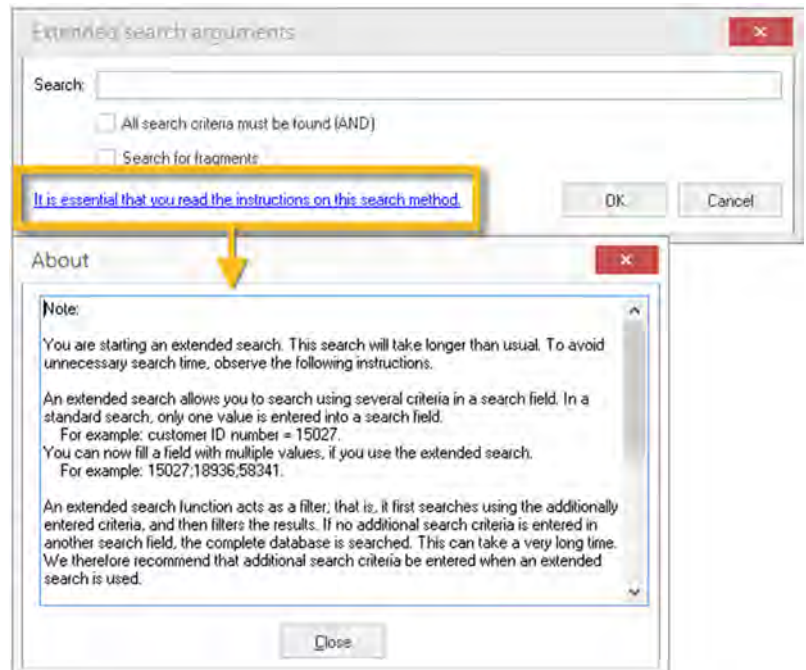 Extended search arguments
Search:
All search criteria must be found (AND)
Search for fragments
It is essential that you read the instructions on this search method.
OK
Cancel
About
Note:
You are starting an extended search. This search will take longer than usual. To avoid
unnecessary search time, observe the following instructions.
An extended search allows you to search using several criteria in a search field. In a
standard search, only one value is entered into a search field.
For example: customer ID number = 15027.
You can now fill a field with multiple values, if you use the extended search.
For example: 15027;18936;58341.
An extended search function acts as a filter; that is, it first searches using the additionally
entered criteria, and then filters the results. If no additional search criteria is entered in
another search field, the complete database is searched. This can take a very long time.
We therefore recommend that additional search criteria be entered when an extended
search is used.
Close